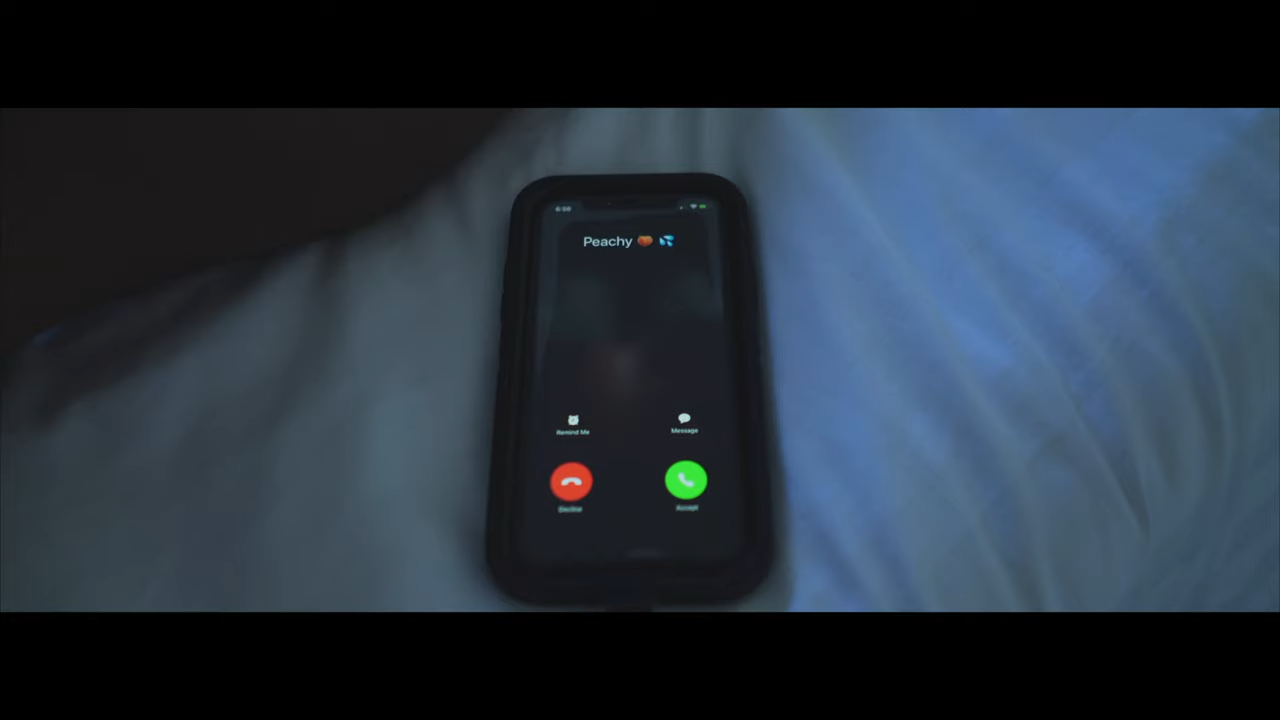 Peachy 🍑 💦
Remind Me
Message
Decline
Accept